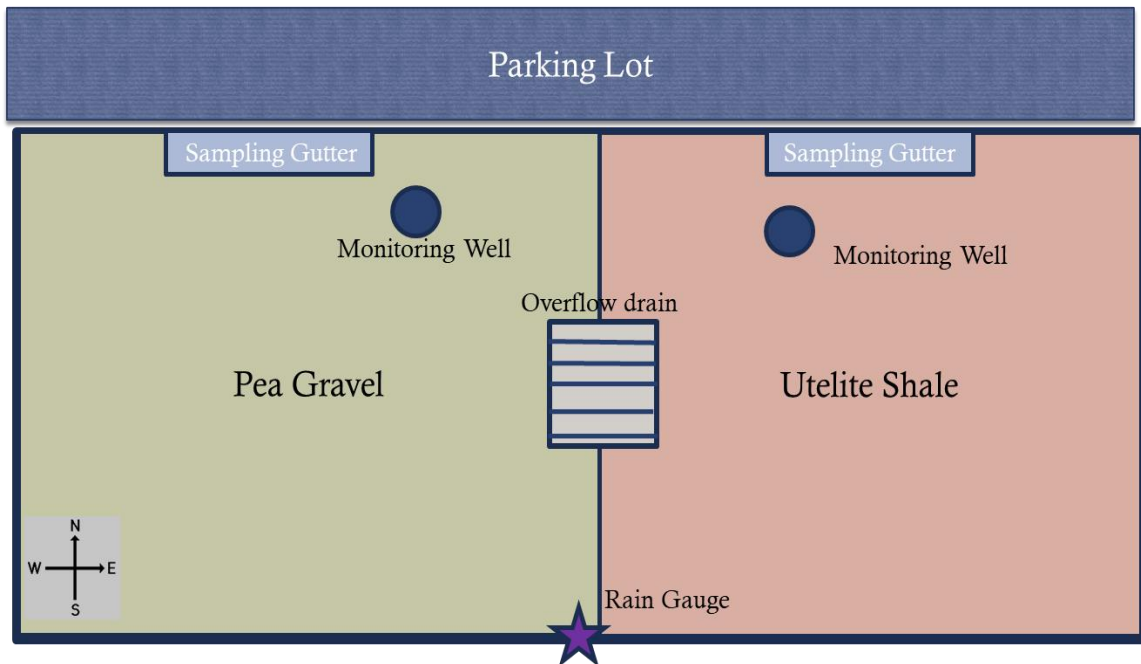 Parking Lot
Sampling Gutter
Sampling Gutter
Monitoring Well
Monitoring Well
Overflow drain
Pea Gravel
Utelite Shale
N
W
E
S
Rain Gauge